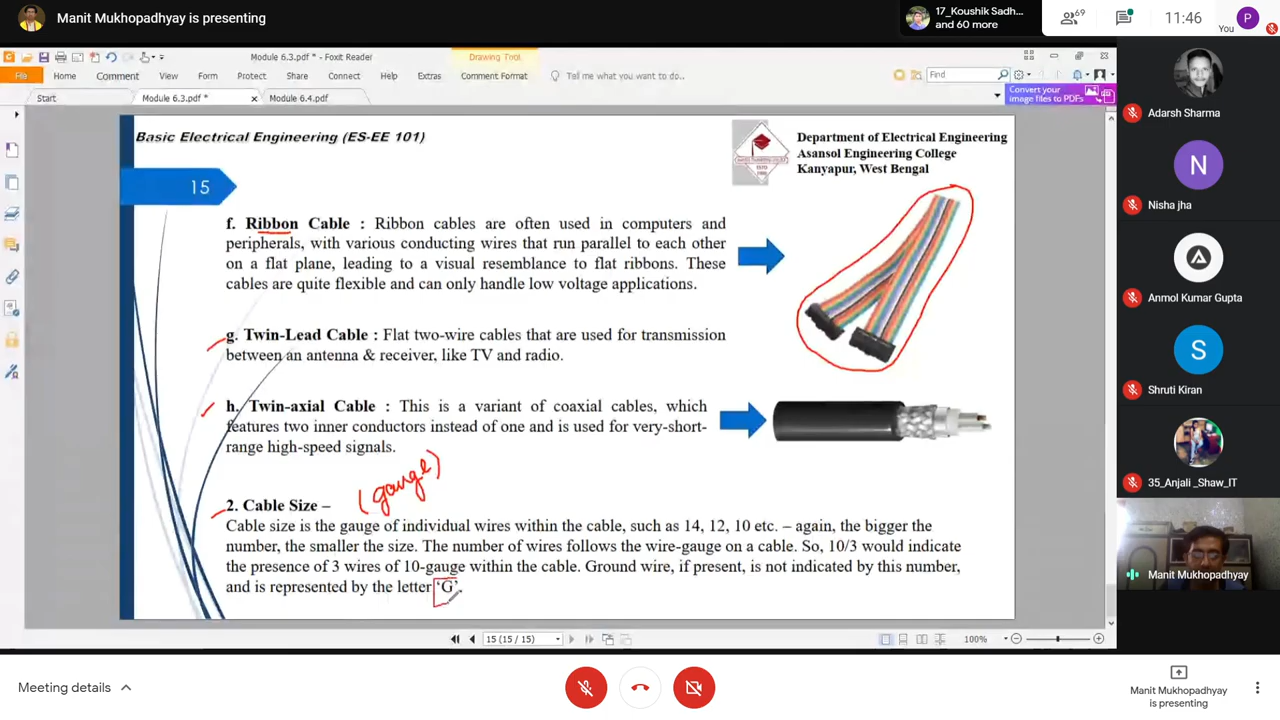 Manit Mukhopadhyay is presenting
17_Koushik Sadh...
and 60 more
69
11:46
You
P
Module 6.3.pdf * - Foxit Reader
Drawing Tool
File
Home
Comment
View
Form
Protect
Share
Connect
Help
Extras
Comment Format
Tell me what you want to do..
Find
Start
Module 6.3.pdf *
Module 6.4.pdf
Convert your
image files to PDFs
Basic Electrical Engineering (ES-EE 101)
Department of Electrical Engineering
Asansol Engineering College
Kanyapur, West Bengal
15
f. Ribbon Cable : Ribbon cables are often used in computers and
peripherals, with various conducting wires that run parallel to each other
on a flat plane, leading to a visual resemblance to flat ribbons. These
cables are quite flexible and can only handle low voltage applications.
g. Twin-Lead Cable : Flat two-wire cables that are used for transmission
between an antenna & receiver, like TV and radio.
h. Twin-axial Cable : This is a variant of coaxial cables, which
features two inner conductors instead of one and is used for very-short-
range high-speed signals.
(gauge)
2. Cable Size –
Cable size is the gauge of individual wires within the cable, such as 14, 12, 10 etc. – again, the bigger the
number, the smaller the size. The number of wires follows the wire-gauge on a cable. So, 10/3 would indicate
the presence of 3 wires of 10-gauge within the cable. Ground wire, if present, is not indicated by this number,
and is represented by the letter ‘G’.
15 (15 / 15)
100%
Adarsh Sharma
N
Nisha jha
Anmol Kumar Gupta
S
Shruti Kiran
35_Anjali _Shaw_IT
Manit Mukhopadhyay
Meeting details
Manit Mukhopadhyay
is presenting